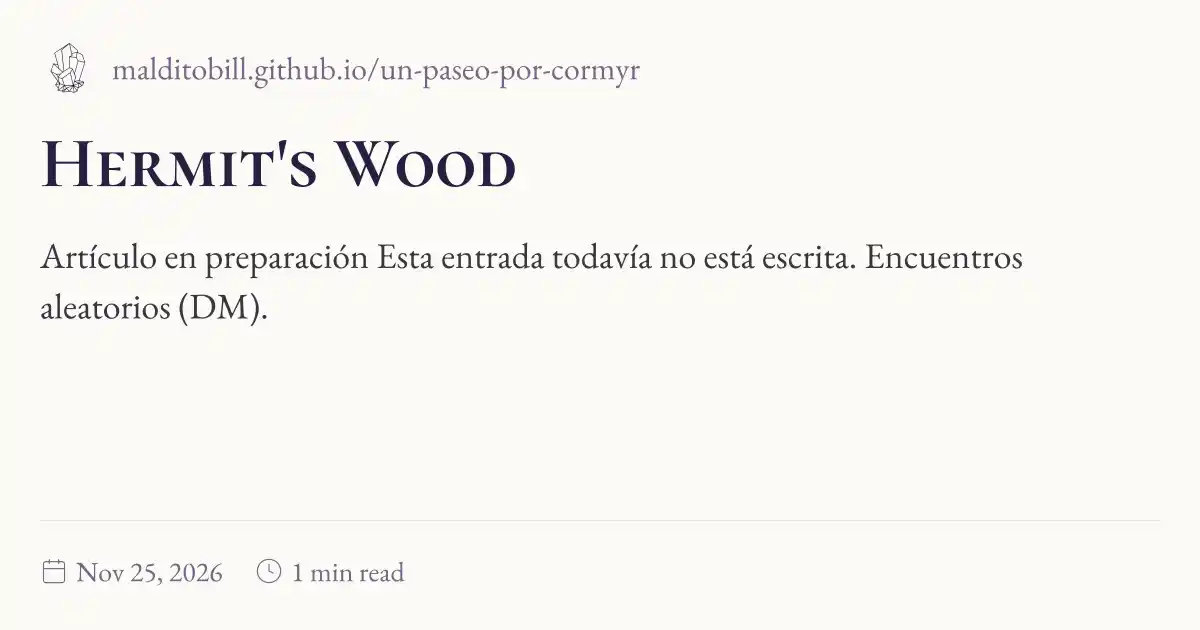 malditobill.github.io/un-paseo-por-cormyr
Hermit's Wood
Artículo en preparación Esta entrada todavía no está escrita. Encuentros
aleatorios (DM).
Nov 25, 2026
1 min read